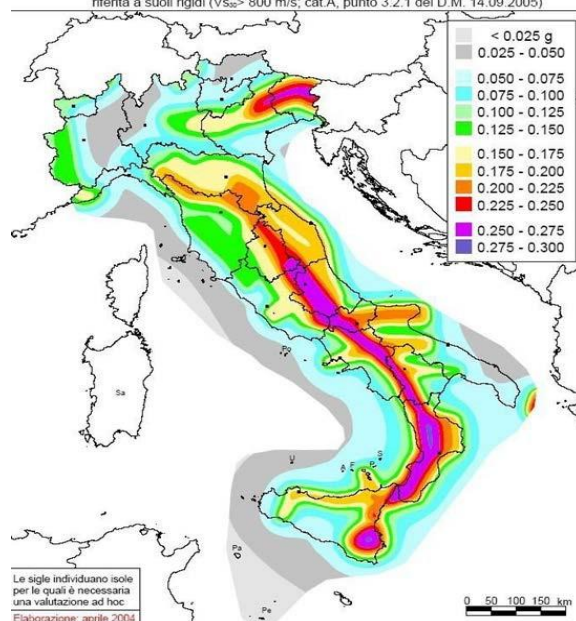 riferita a suoli rigidi (Vs₃₀> 800 m/s; cat.A, punto 3.2.1 del D.M. 14.09.2005)
< 0.025 g
0.025 - 0.050
0.050 - 0.075
0.075 - 0.100
0.100 - 0.125
0.125 - 0.150
0.150 - 0.175
0.175 - 0.200
0.200 - 0.225
0.225 - 0.250
0.250 - 0.275
0.275 - 0.300
Po
Sa
U
S
A F P
Pa
Pe
Le sigle individuano isole
per le quali è necessaria
una valutazione ad hoc
Elaborazione: aprile 2004
0 50 100 150 km